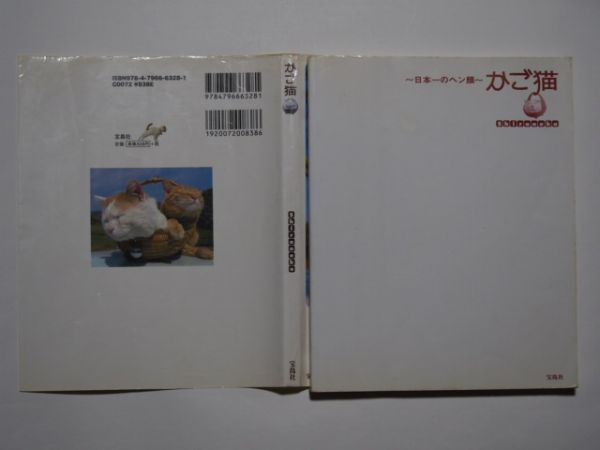 ISBN978-4-7966-6328-1
C0072 ¥838E
9784796663281
1920072008386
宝島社
かご猫
宝島社
～日本一のヘン顔～
かご猫
Shironeko
宝島社